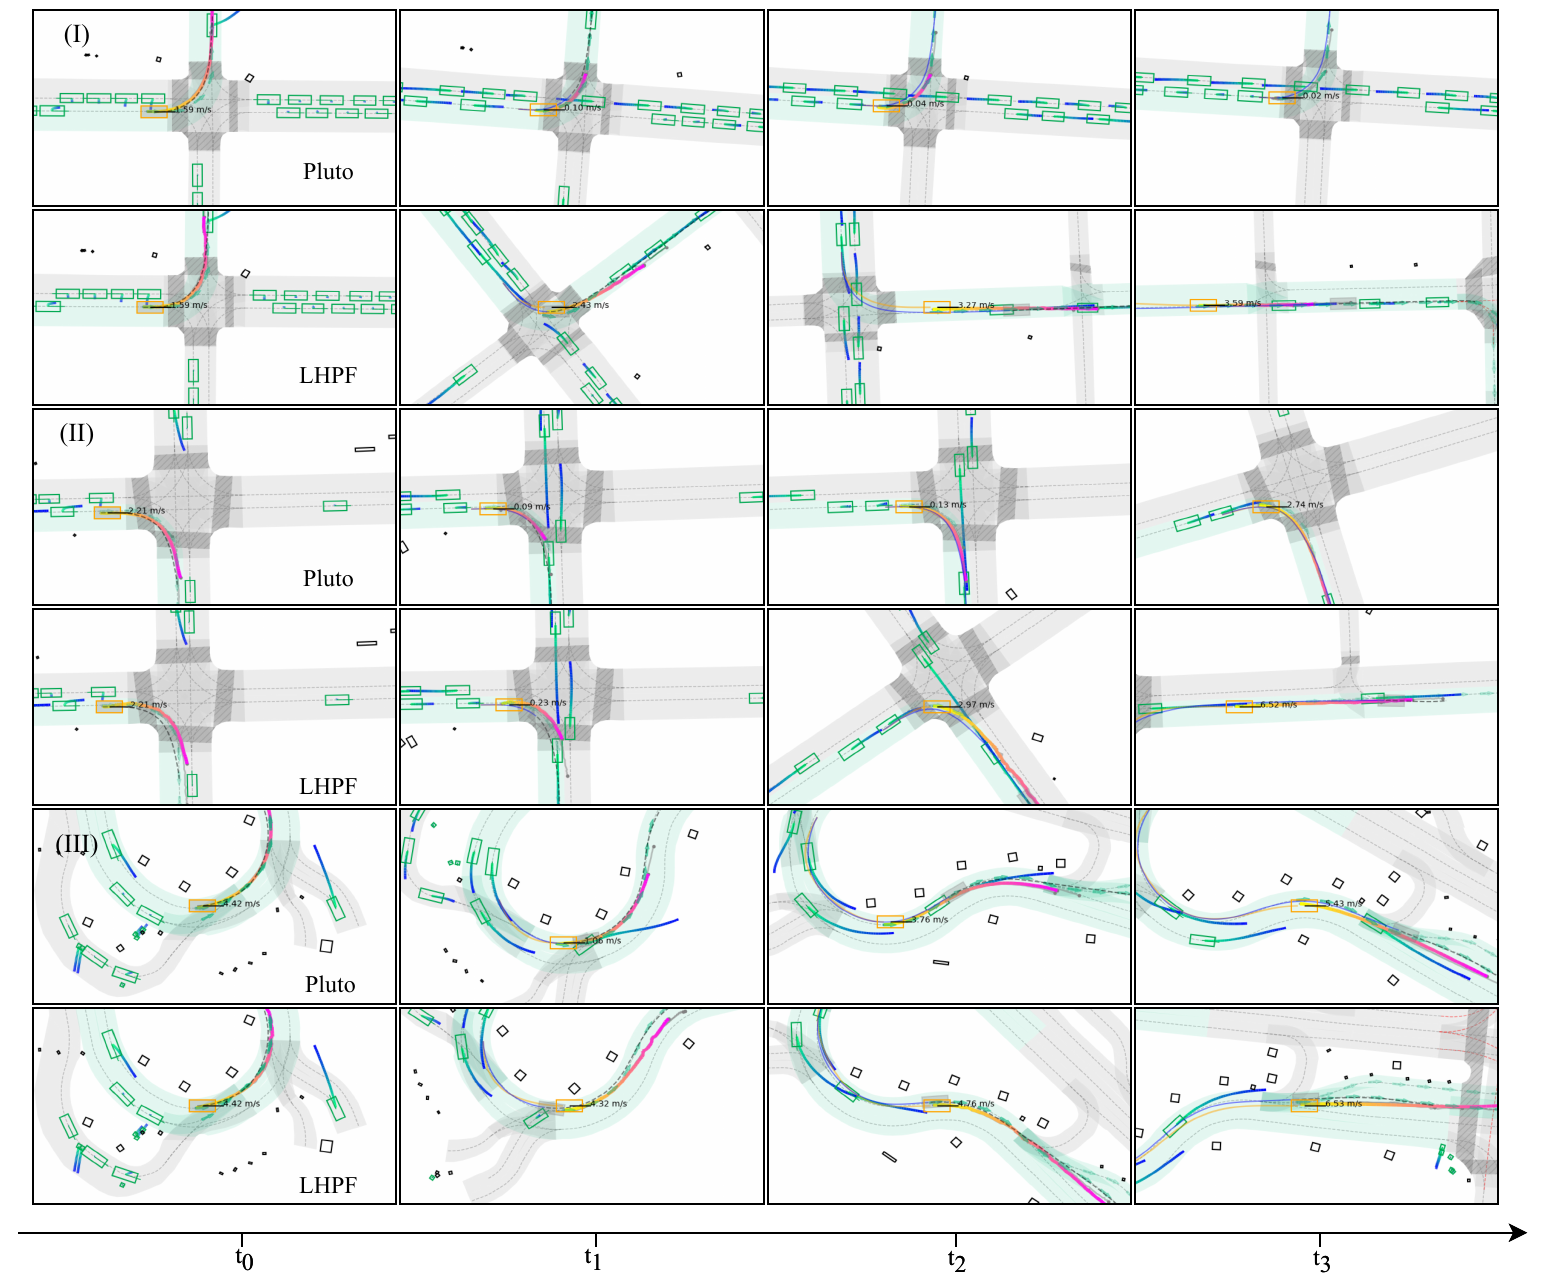 (I)
1.59 m/s
Pluto
0.10 m/s
0.04 m/s
0.02 m/s
1.59 m/s
LHPF
2.43 m/s
3.27 m/s
3.59 m/s
(II)
2.21 m/s
Pluto
0.09 m/s
0.13 m/s
2.74 m/s
2.21 m/s
LHPF
0.23 m/s
2.97 m/s
6.52 m/s
(III)
4.42 m/s
Pluto
1.06 m/s
3.76 m/s
5.43 m/s
4.42 m/s
LHPF
4.32 m/s
4.76 m/s
6.53 m/s
t0 t1 t2 t3